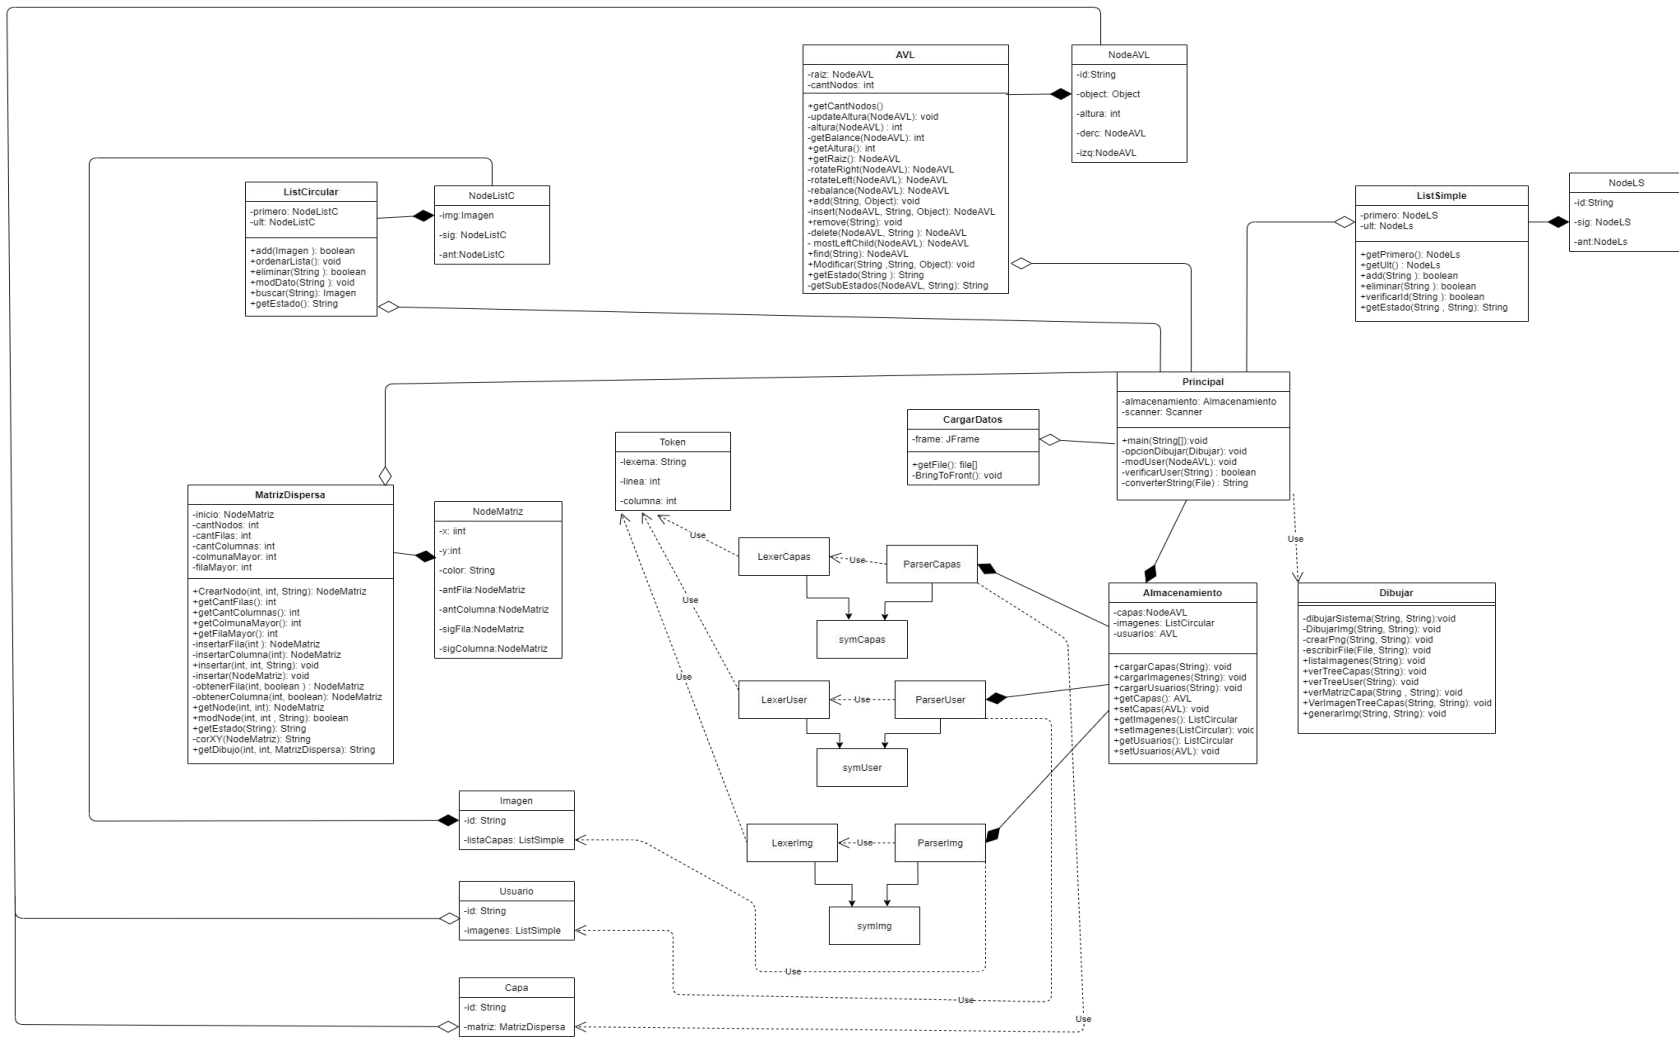 AVL
-raiz: NodeAVL
-cantNodos: int
+getCantNodos()
-updateAltura(NodeAVL): void
-altura(NodeAVL) : int
-getBalance(NodeAVL): int
+getAltura(): int
+getRaiz(): NodeAVL
-rotateRight(NodeAVL): NodeAVL
-rotateLeft(NodeAVL): NodeAVL
-rebalance(NodeAVL): NodeAVL
+add(String, Object): void
-insert(NodeAVL, String, Object): NodeAVL
+remove(String): void
-delete(NodeAVL, String ): NodeAVL
- mostLeftChild(NodeAVL): NodeAVL
+find(String): NodeAVL
+Modificar(String ,String, Object): void
+getEstado(String ): String
-getSubEstados(NodeAVL, String): String
NodeAVL
-id:String
-object: Object
-altura: int
-derc: NodeAVL
-izq:NodeAVL
ListCircular
-primero: NodeListC
-ult: NodeListC
+add(Imagen ): boolean
+ordenarLista(): void
+eliminar(String ): boolean
+modDato(String ): void
+buscar(String): Imagen
+getEstado(): String
NodeListC
-img:Imagen
-sig: NodeListC
-ant:NodeListC
ListSimple
-primero: NodeLS
-ult: NodeLs
+getPrimero(): NodeLs
+getUlt() : NodeLs
+add(String ): boolean
+eliminar(String ): boolean
+verificarId(String ): boolean
+getEstado(String , String): String
NodeLS
-id:String
-sig: NodeLS
-ant:NodeLs
Principal
-almacenamiento: Almacenamiento
-scanner: Scanner
+main(String[]):void
-opcionDibujar(Dibujar): void
-modUser(NodeAVL): void
-verificarUser(String) : boolean
-converterString(File) : String
CargarDatos
-frame: JFrame
+getFile(): file[]
-BringToFront(): void
Token
-lexema: String
-linea: int
-columna: int
MatrizDispersa
-inicio: NodeMatriz
-cantNodos: int
-cantFilas: int
-cantColumnas: int
-colmunaMayor: int
-filaMayor: int
+CrearNodo(int, int, String): NodeMatriz
+getCantFilas(): int
+getCantColumnas(): int
+getColmunaMayor(): int
+getFilaMayor(): int
-insertarFila(int ): NodeMatriz
-insertarColumna(int): NodeMatriz
+insertar(int, int, String): void
-insertar(NodeMatriz): void
-obtenerFila(int, boolean ) : NodeMatriz
-obtenerColumna(int, boolean): NodeMatriz
+getNode(int, int): NodeMatriz
+modNode(int, int , String): boolean
+getEstado(String): String
-corXY(NodeMatriz): String
+getDibujo(int, int, MatrizDispersa): String
NodeMatriz
-x: iint
-y:int
-color: String
-antFila:NodeMatriz
-antColumna:NodeMatriz
-sigFila:NodeMatriz
-sigColumna:NodeMatriz
Use
LexerCapas
Use
ParserCapas
symCapas
Use
Use
Use
Almacenamiento
-capas:NodeAVL
-imagenes: ListCircular
-usuarios: AVL
+cargarCapas(String): void
+cargarImagenes(String): void
+cargarUsuarios(String): void
+getCapas(): AVL
+setCapas(AVL): void
+getImagenes(): ListCircular
+setImagenes(ListCircular): void
+getUsuarios(): ListCircular
+setUsuarios(AVL): void
Dibujar
-dibujarSistema(String, String):void
-DibujarImg(String, String): void
-crearPng(String, String): void
-escribirFile(File, String): void
+listaImagenes(String): void
+verTreeCapas(String): void
+verTreeUser(String): void
+verMatrizCapa(String , String): void
+VerImagenTreeCapas(String, String): void
+generarImg(String, String): void
LexerUser
Use
ParserUser
symUser
LexerImg
Use
ParserImg
symImg
Imagen
-id: String
-listaCapas: ListSimple
Usuario
-id: String
-imagenes: ListSimple
Use
Use
Capa
-id: String
-matriz: MatrizDispersa
Use